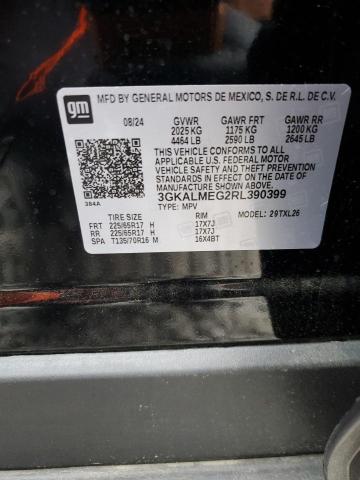 gm
MFD BY GENERAL MOTORS DE MEXICO, S. DE R.L. DE C.V.
08/24 GVWR GAWR FRT GAWR RR
2025 KG 1175 KG 1200 KG
4464 LB 2590 LB 2645 LB
THIS VEHICLE CONFORMS TO ALL
APPLICABLE U.S. FEDERAL MOTOR
VEHICLE SAFETY AND THEFT PREVENTION
STANDARDS IN EFFECT ON THE DATE OF
MANUFACTURE SHOWN ABOVE.
384A
3GKALMEG2RL390399
TYPE: MPV
MODEL: 29TXL26
TIRE SIZE RIM
FRT 225/65R17 H 17X7J
RR 225/65R17 H 17X7J
SPA T135/70R16 M 16X4BT